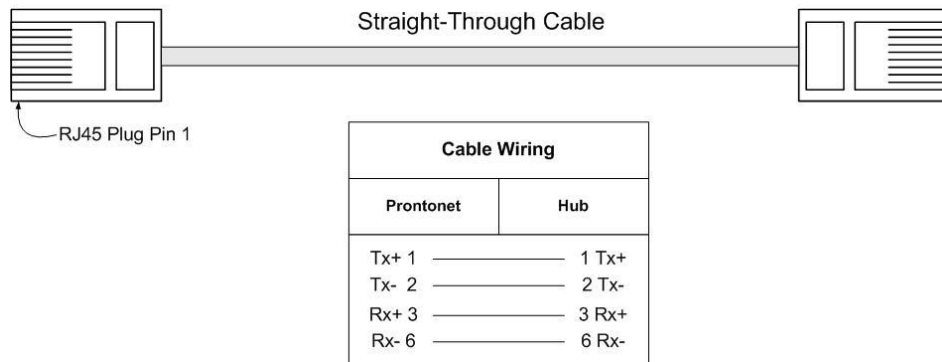 Straight-Through Cable
RJ45 Plug Pin 1
Cable Wiring
Prontonet Hub
Tx+ 1 1 Tx+
Tx- 2 2 Tx-
Rx+ 3 3 Rx+
Rx- 6 6 Rx-